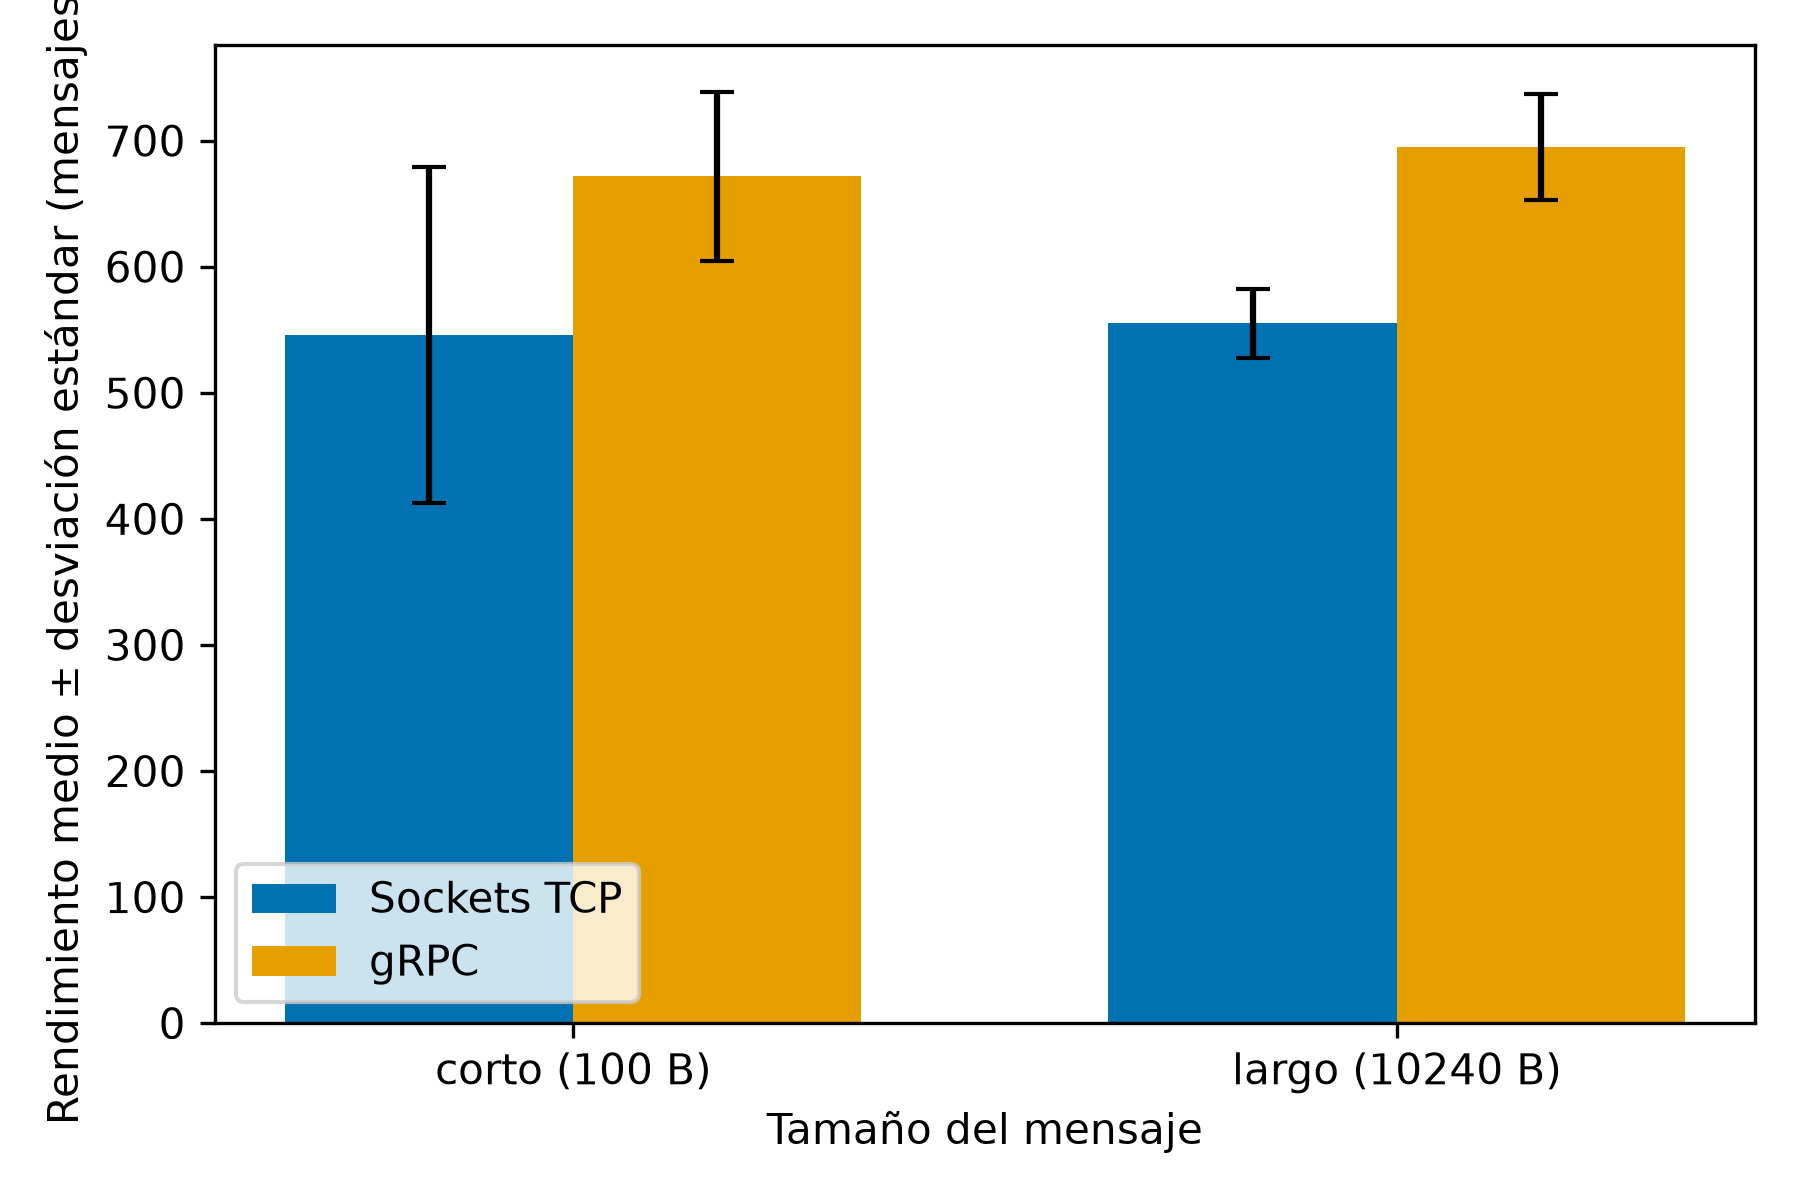 Rendimiento medio ± desviación estándar (mensajes
700
600
500
400
300
200
100
0
Sockets TCP
gRPC
corto (100 B)
largo (10240 B)
Tamaño del mensaje